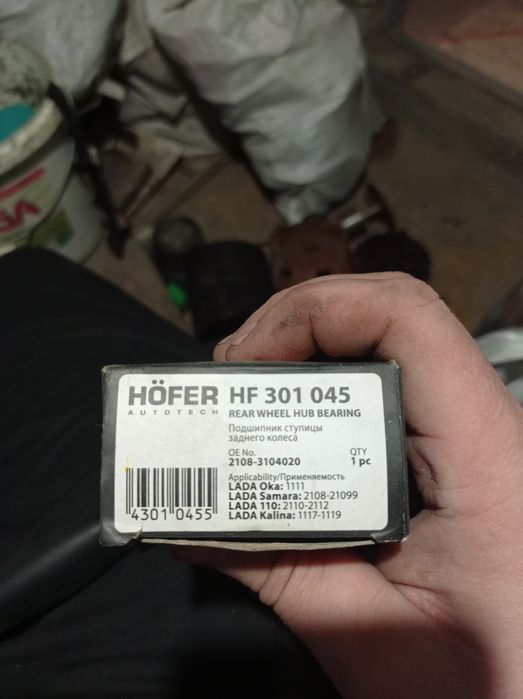 HÖFER
AUTOTECH
HF 301 045
REAR WHEEL HUB BEARING
Подшипник ступицы
заднего колеса
OE No. QTY
2108-3104020 1 pc
Applicability/Применяемость
LADA Oka: 1111
LADA Samara: 2108-21099
LADA 110: 2110-2112
LADA Kalina: 1117-1119
4301 0455